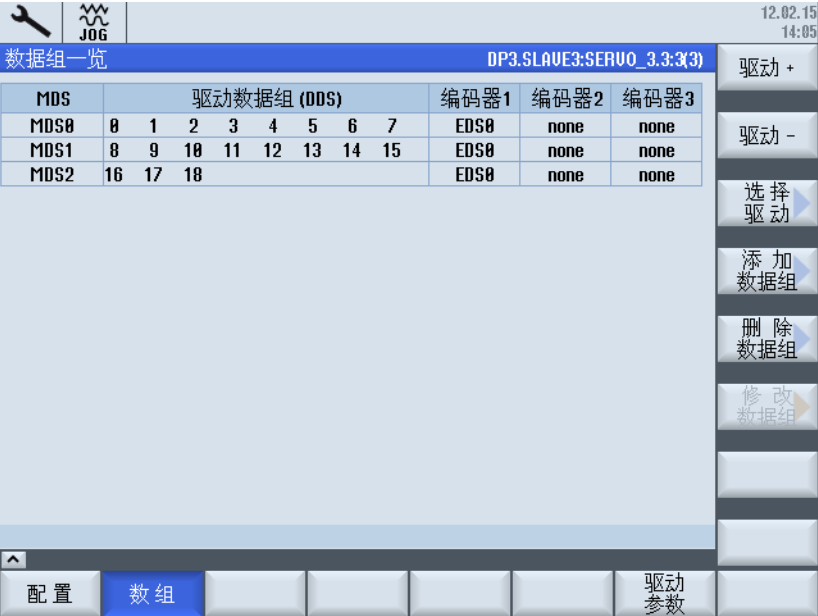 12.02.15
JOG
14:05
数据组一览 DP3.SLAVE3:SERVO_3.3:3(3)
驱动 +
MDS 驱动数据组 (DDS) 编码器1 编码器2 编码器3
MDS0 0 1 2 3 4 5 6 7 EDS0 none none
MDS1 8 9 10 11 12 13 14 15 EDS0 none none
MDS2 16 17 18 EDS0 none none
驱动 -
选择
驱动
添加
数据组
删除
数据组
修改
数据组
配置 数组 驱动
参数